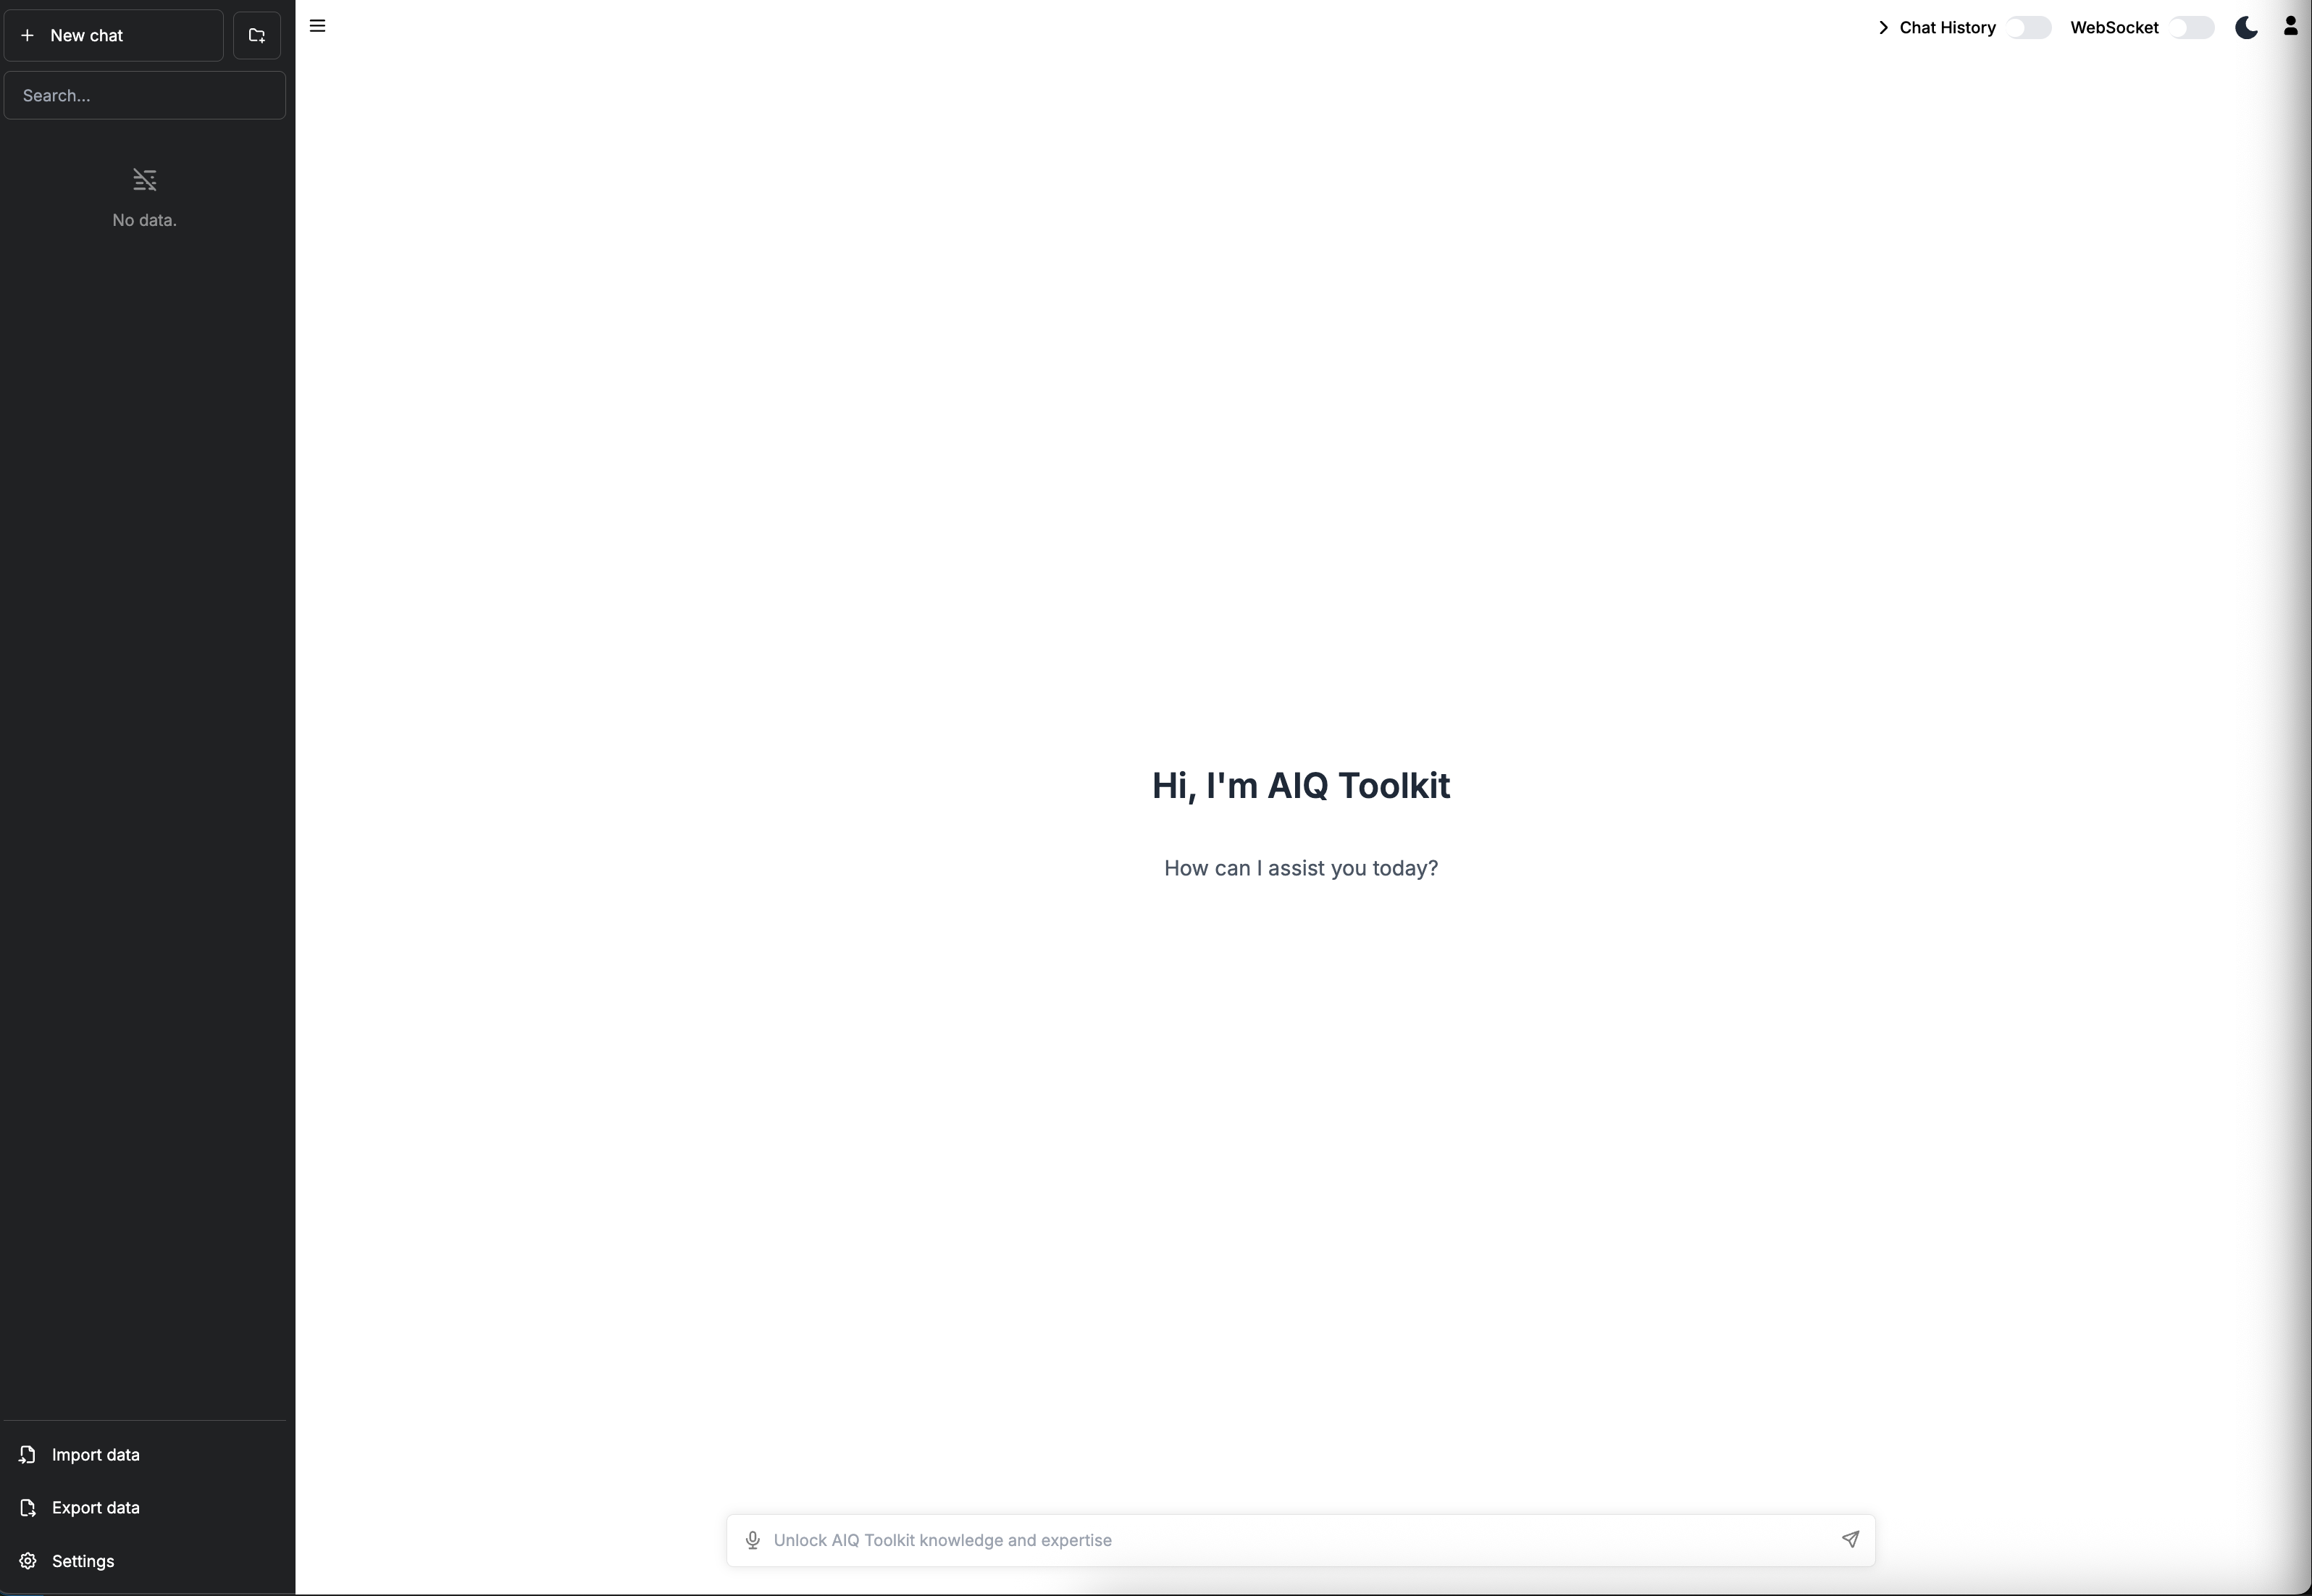 New chat
Search...
No data.
Import data
Export data
Settings
Chat History
WebSocket
Hi, I'm AIQ Toolkit
How can I assist you today?
Unlock AIQ Toolkit knowledge and expertise